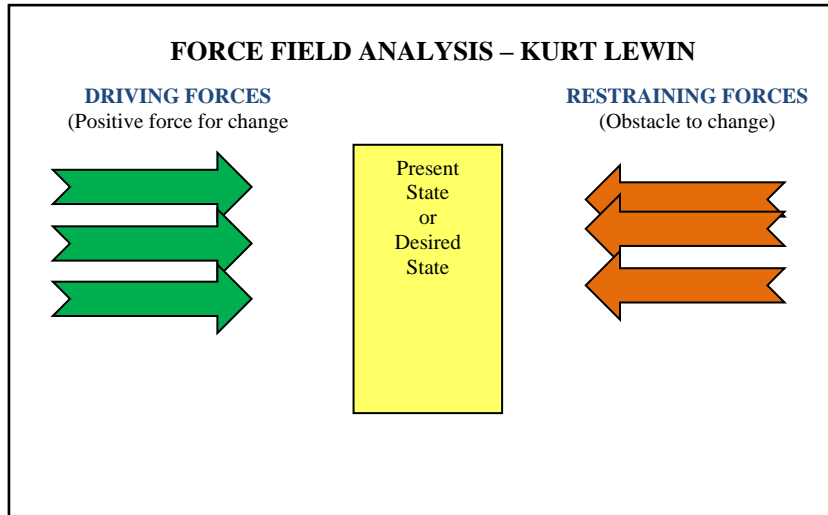 FORCE FIELD ANALYSIS – KURT LEWIN
DRIVING FORCES
(Positive force for change
RESTRAINING FORCES
(Obstacle to change)
Present
State
or
Desired
State